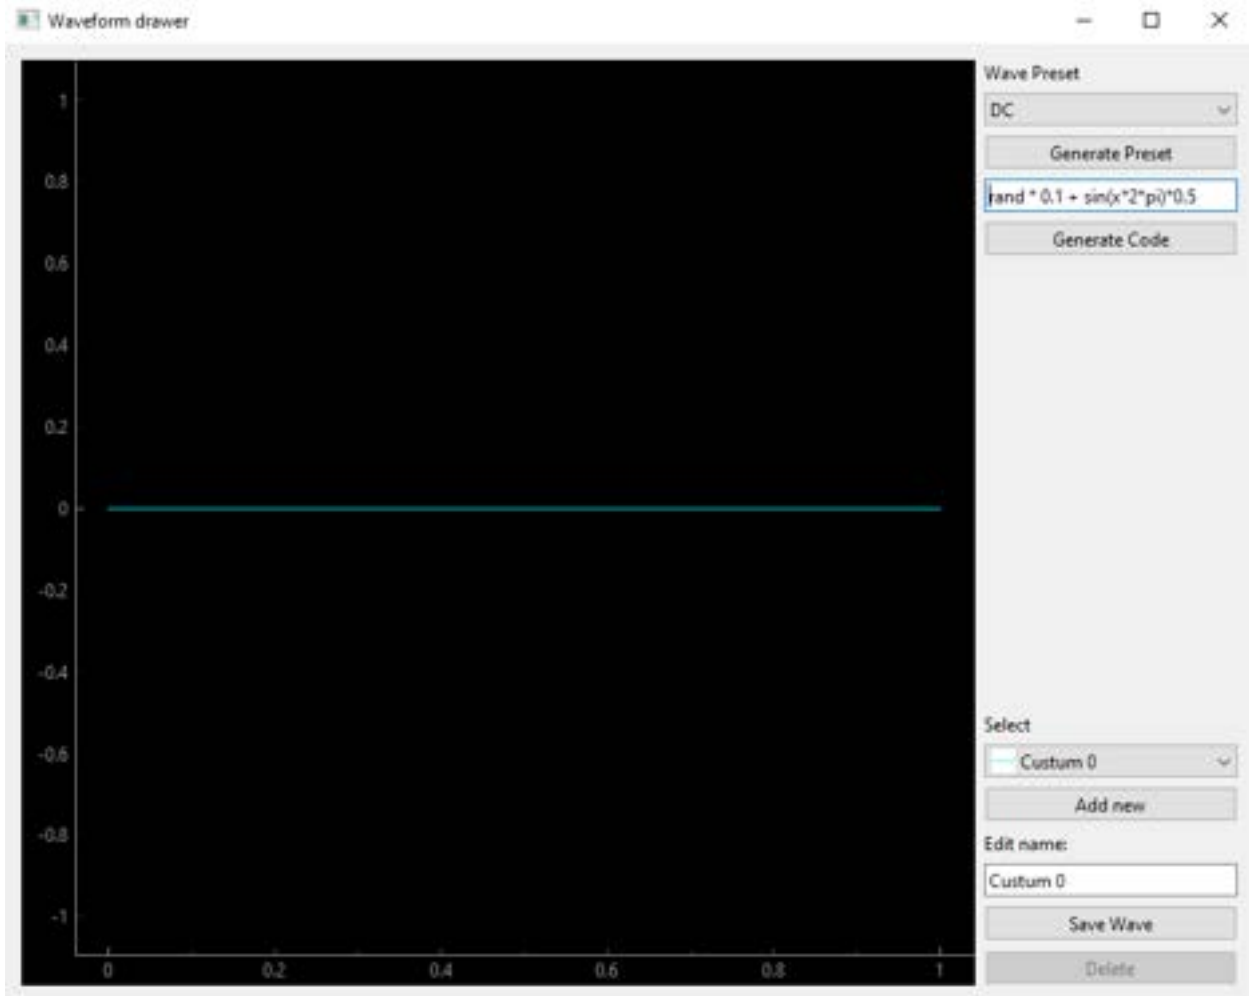 Waveform drawer
Wave Preset
DC
Generate Preset
rand * 0.1 + sin(x*2*pi)*0.5
Generate Code
1
0.8
0.6
0.4
0.2
0
-0.2
-0.4
-0.6
-0.8
-1
0 0.2 0.4 0.6 0.8 1
Select
Custum 0
Add new
Edit name:
Custum 0
Save Wave
Delete